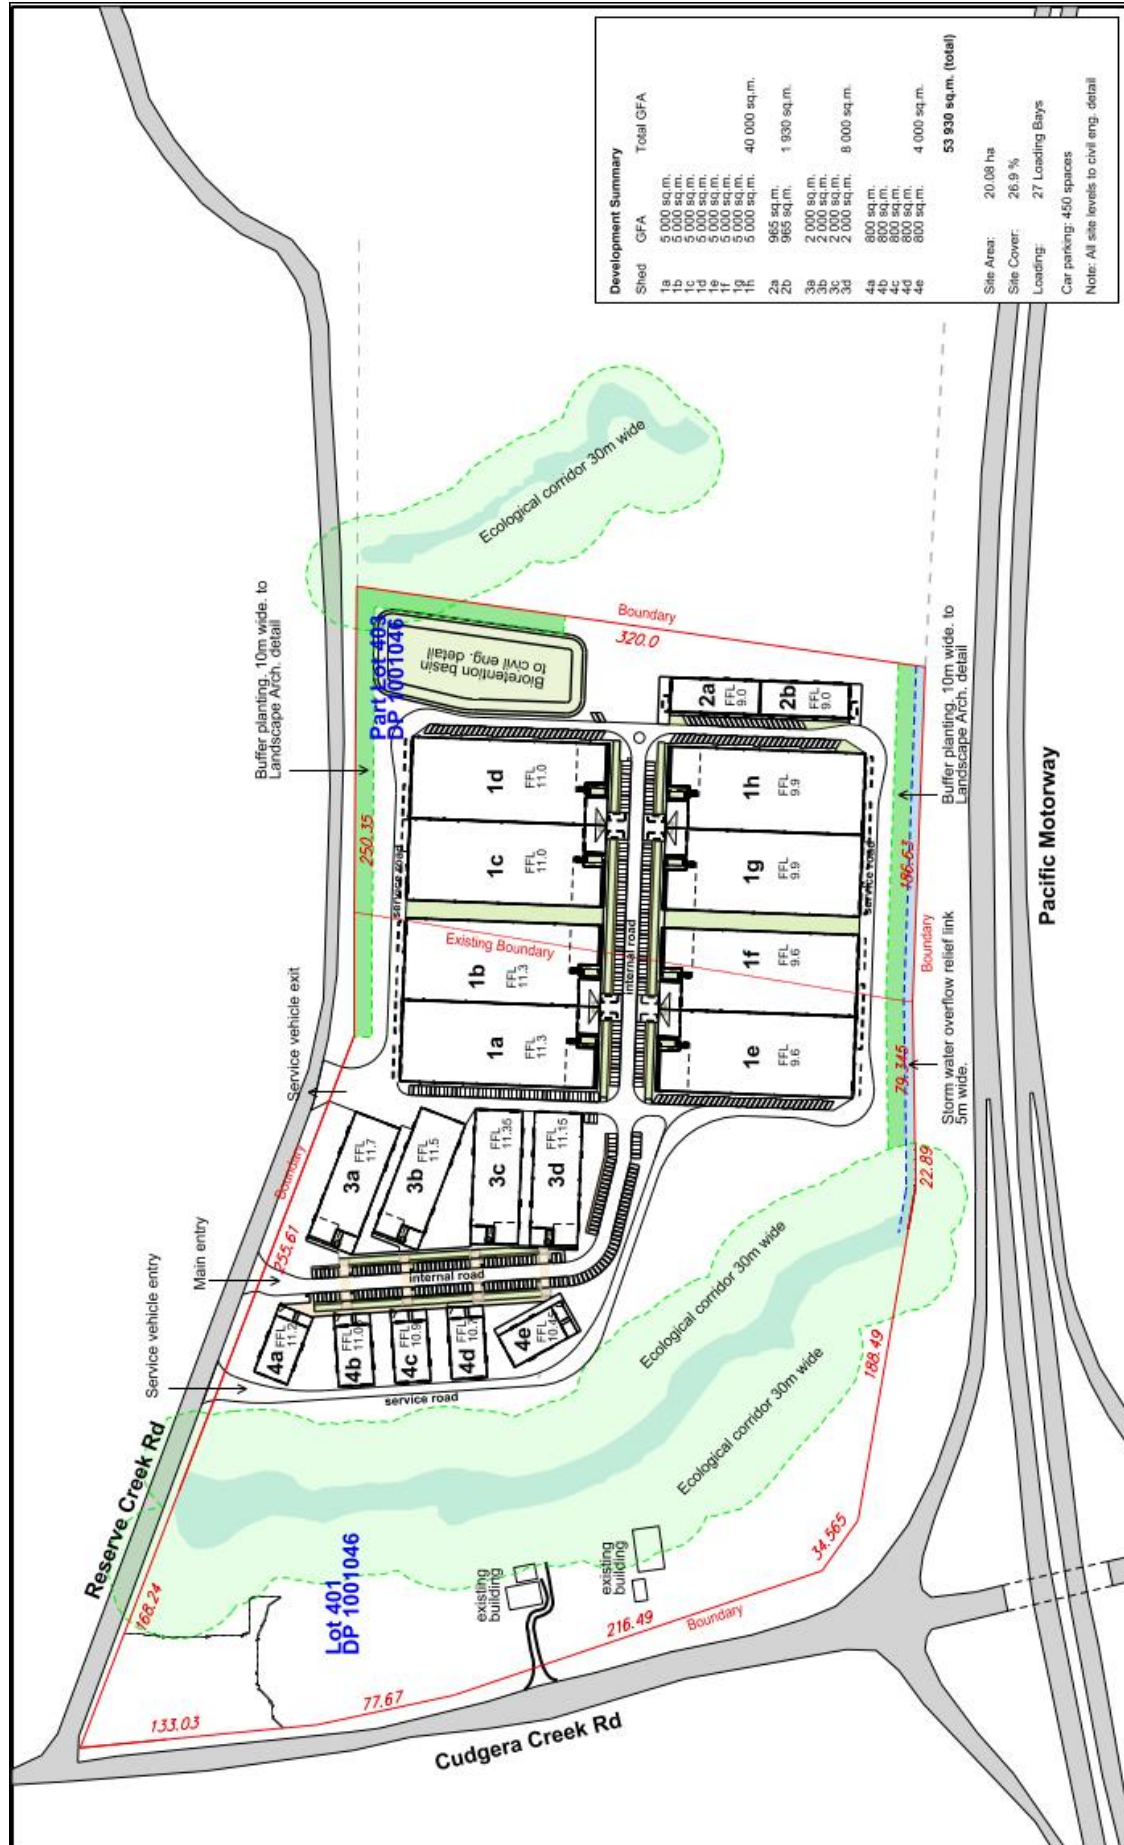 Development Summary
Shed GFA Total GFA
1a 5 000 sq.m.
1b 5 000 sq.m.
1c 5 000 sq.m.
1d 5 000 sq.m.
1e 5 000 sq.m.
1f 5 000 sq.m.
1g 5 000 sq.m.
1h 5 000 sq.m. 40 000 sq.m.
2a 965 sq.m.
2b 965 sq.m. 1 930 sq.m.
3a 2 000 sq.m.
3b 2 000 sq.m.
3c 2 000 sq.m.
3d 2 000 sq.m. 8 000 sq.m.
4a 800 sq.m.
4b 800 sq.m.
4c 800 sq.m.
4d 800 sq.m.
4e 800 sq.m. 4 000 sq.m.
53 930 sq.m. (total)
Site Area: 20.08 ha
Site Cover: 26.9 %
Loading: 27 Loading Bays
Car parking: 450 spaces
Note: All site levels to civil eng. detail
Reserve Creek Rd
Service vehicle entry
Main entry
Service vehicle exit
Buffer planting, 10m wide. to
Landscape Arch. detail
133.03
168.24
255.61
Boundary
250.35
Part Lot 403
DP 1001046
Bioretention basin
to civil eng. detail
Ecological corridor 30m wide
Boundary
320.0
Lot 401
DP 1001046
4a
FFL
11.2
4b
FFL
11.0
4c
FFL
10.9
4d
FFL
10.7
4e
FFL
10.45
service road
internal road
3a
FFL
11.7
3b
FFL
11.5
3c
FFL
11.35
3d
FFL
11.15
service road
1a
FFL
11.3
1b
FFL
11.3
1c
FFL
11.0
1d
FFL
11.0
Existing Boundary
internal road
1e
FFL
9.6
1f
FFL
9.6
1g
FFL
9.9
1h
FFL
9.9
2a
FFL
9.0
2b
FFL
9.0
service road
existing
building
existing
building
Ecological corridor 30m wide
Ecological corridor 30m wide
77.67
216.49
Boundary
34.565
188.49
22.89
79.345
186.63
Boundary
Storm water overflow relief link
5m wide.
Buffer planting, 10m wide. to
Landscape Arch. detail
Cudgera Creek Rd
Pacific Motorway